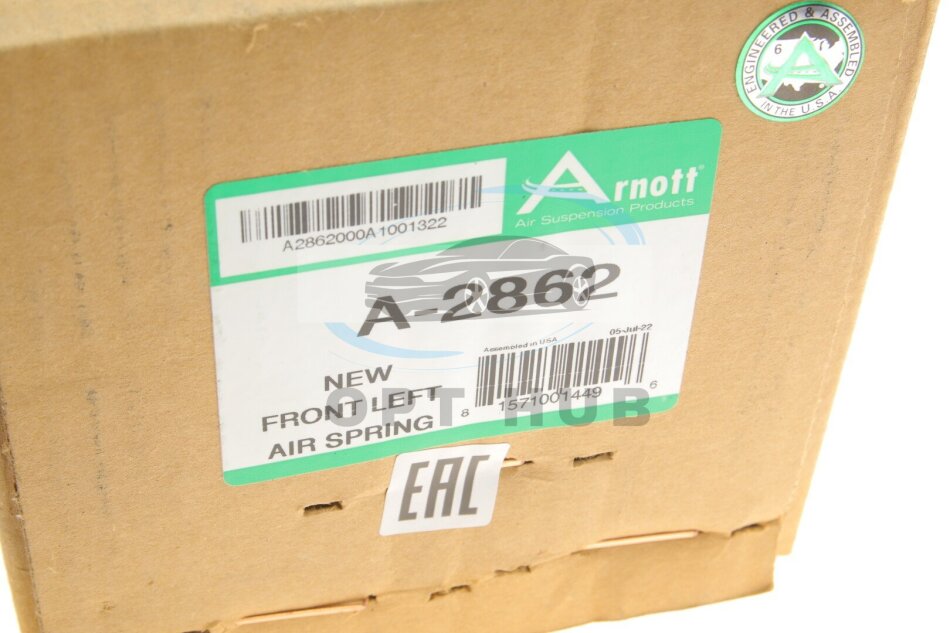 ENGINEERED & ASSEMBLED
6
IN THE U.S.A
Arnott®
Air Suspension Products
A2862000A1001322
A-2862
05-Jul-22
Assembled in USA
NEW
FRONT LEFT
AIR SPRING
8 1571001449 6
OPT HUB
EAC